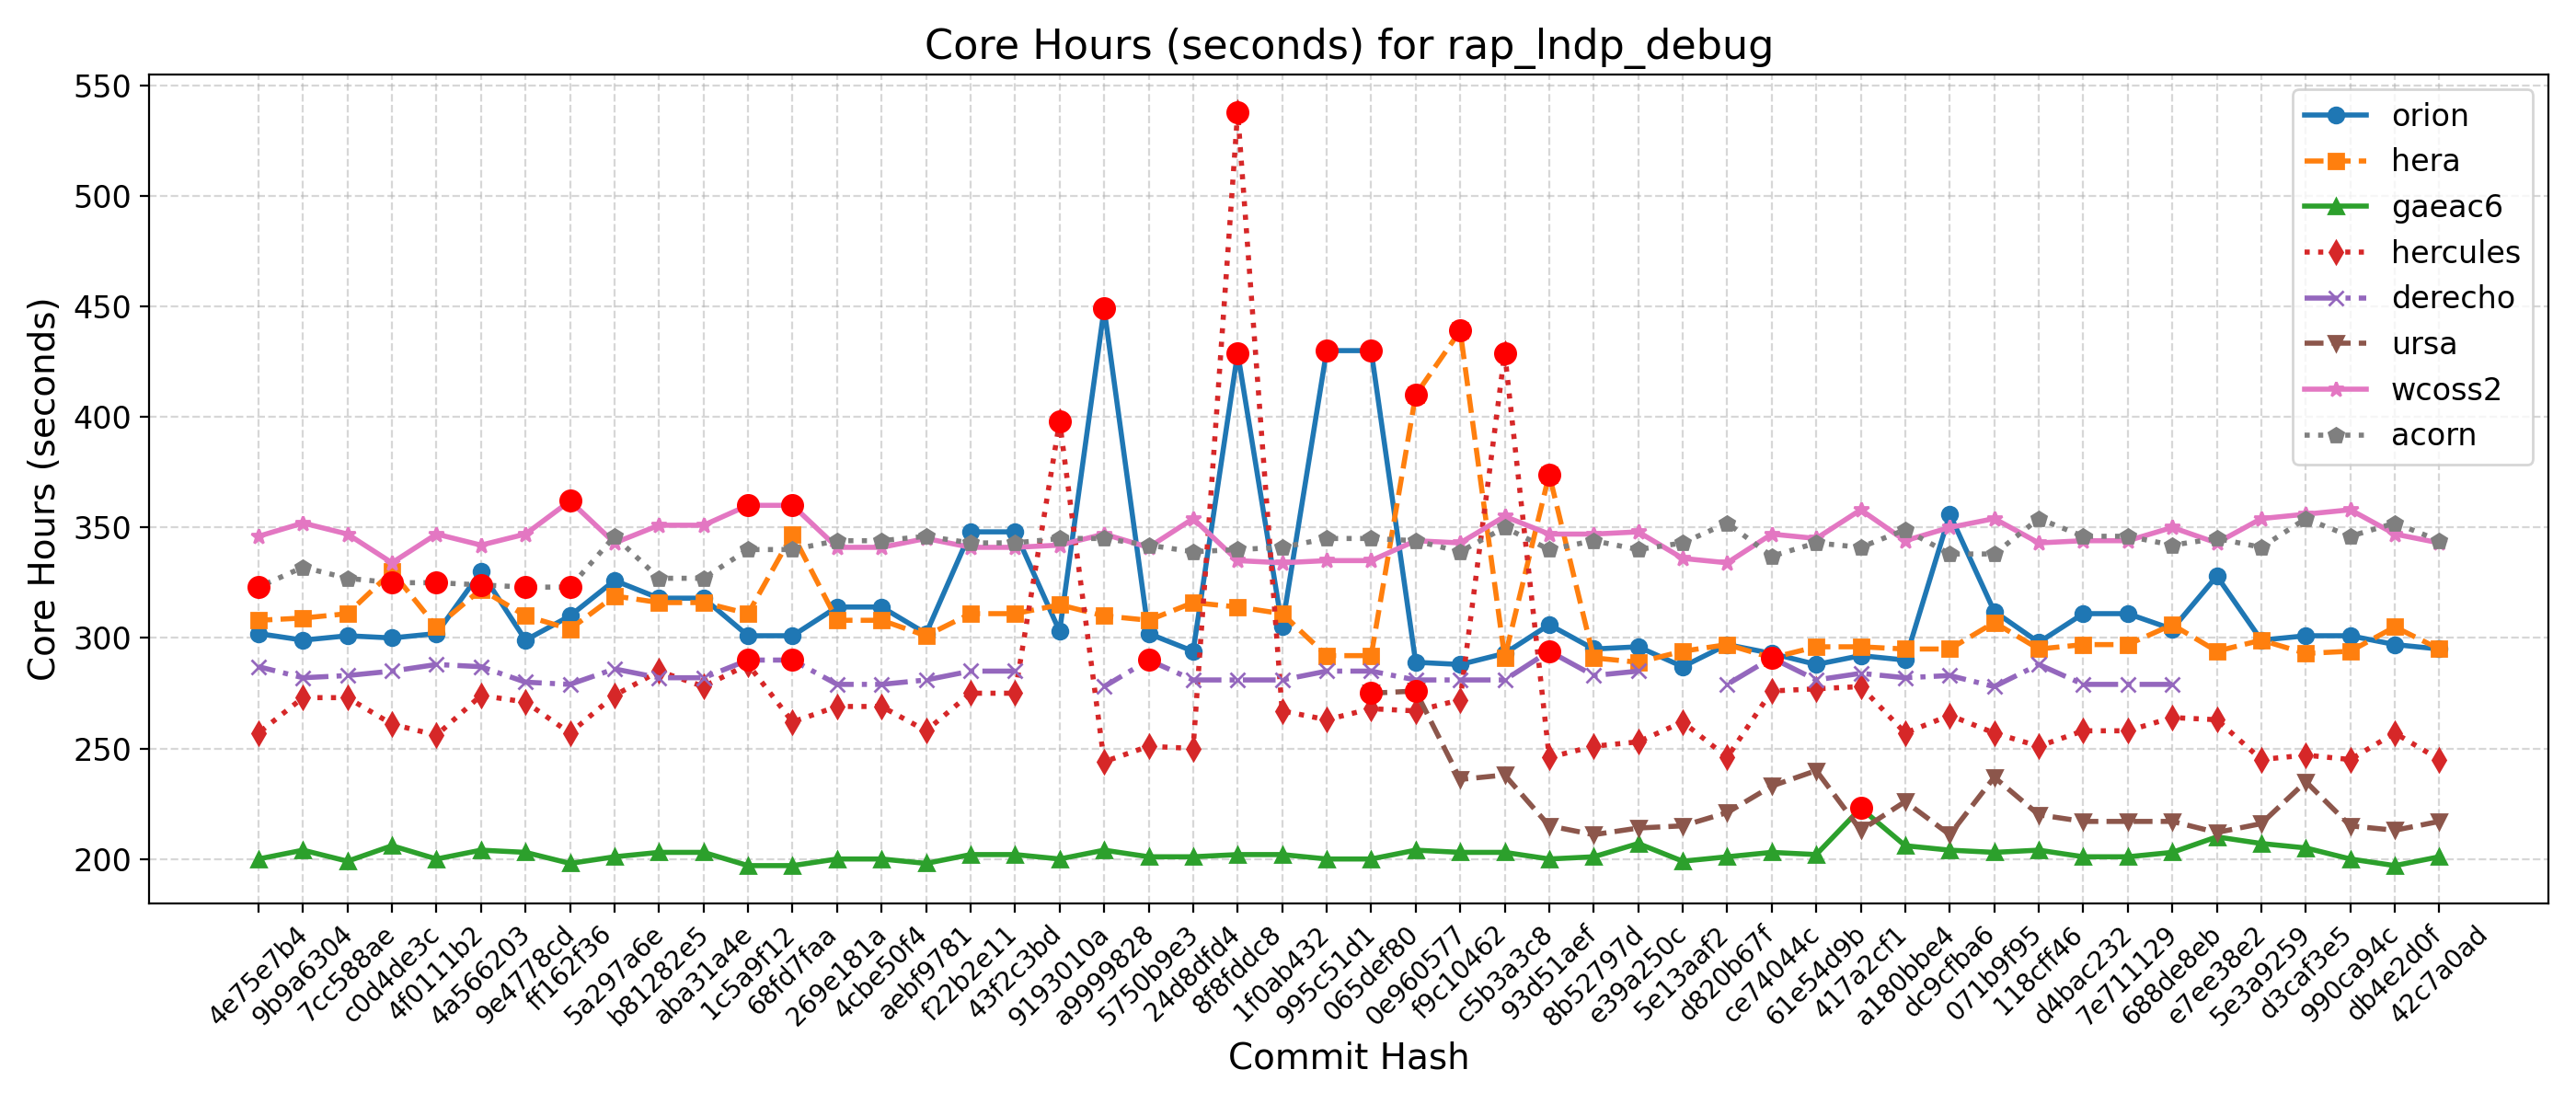 Core Hours (seconds) for rap_lndp_debug
Core Hours (seconds)
550
500
450
400
350
300
250
200
orion
hera
gaeac6
hercules
derecho
ursa
wcoss2
acorn
4e75e7b4
9b9a6304
7cc588ae
c0d4de3c
4f0111b2
4a566203
9e4778cd
ff162f36
5a297a6e
b81282e5
aba31a4e
1c5a9f12
68fd7faa
269e181a
4cbe50f4
aebf9781
f22b2e11
43f2c3bd
9193010a
a9999828
5750b9e3
24d8dfd4
8f8fddc8
1f0ab432
995c51d1
065def80
0e960577
f9c10462
c5b3a3c8
93d51aef
8b52797d
e39a250c
5e13aaf2
d820b67f
ce74044c
61e54d9b
417a2cf1
a180bbe4
dc9cfba6
071b9f95
118cff46
d4bac232
7e711129
688de8eb
e7ee38e2
5e3a9259
d3caf3e5
990ca94c
db4e2d0f
42c7a0ad
Commit Hash